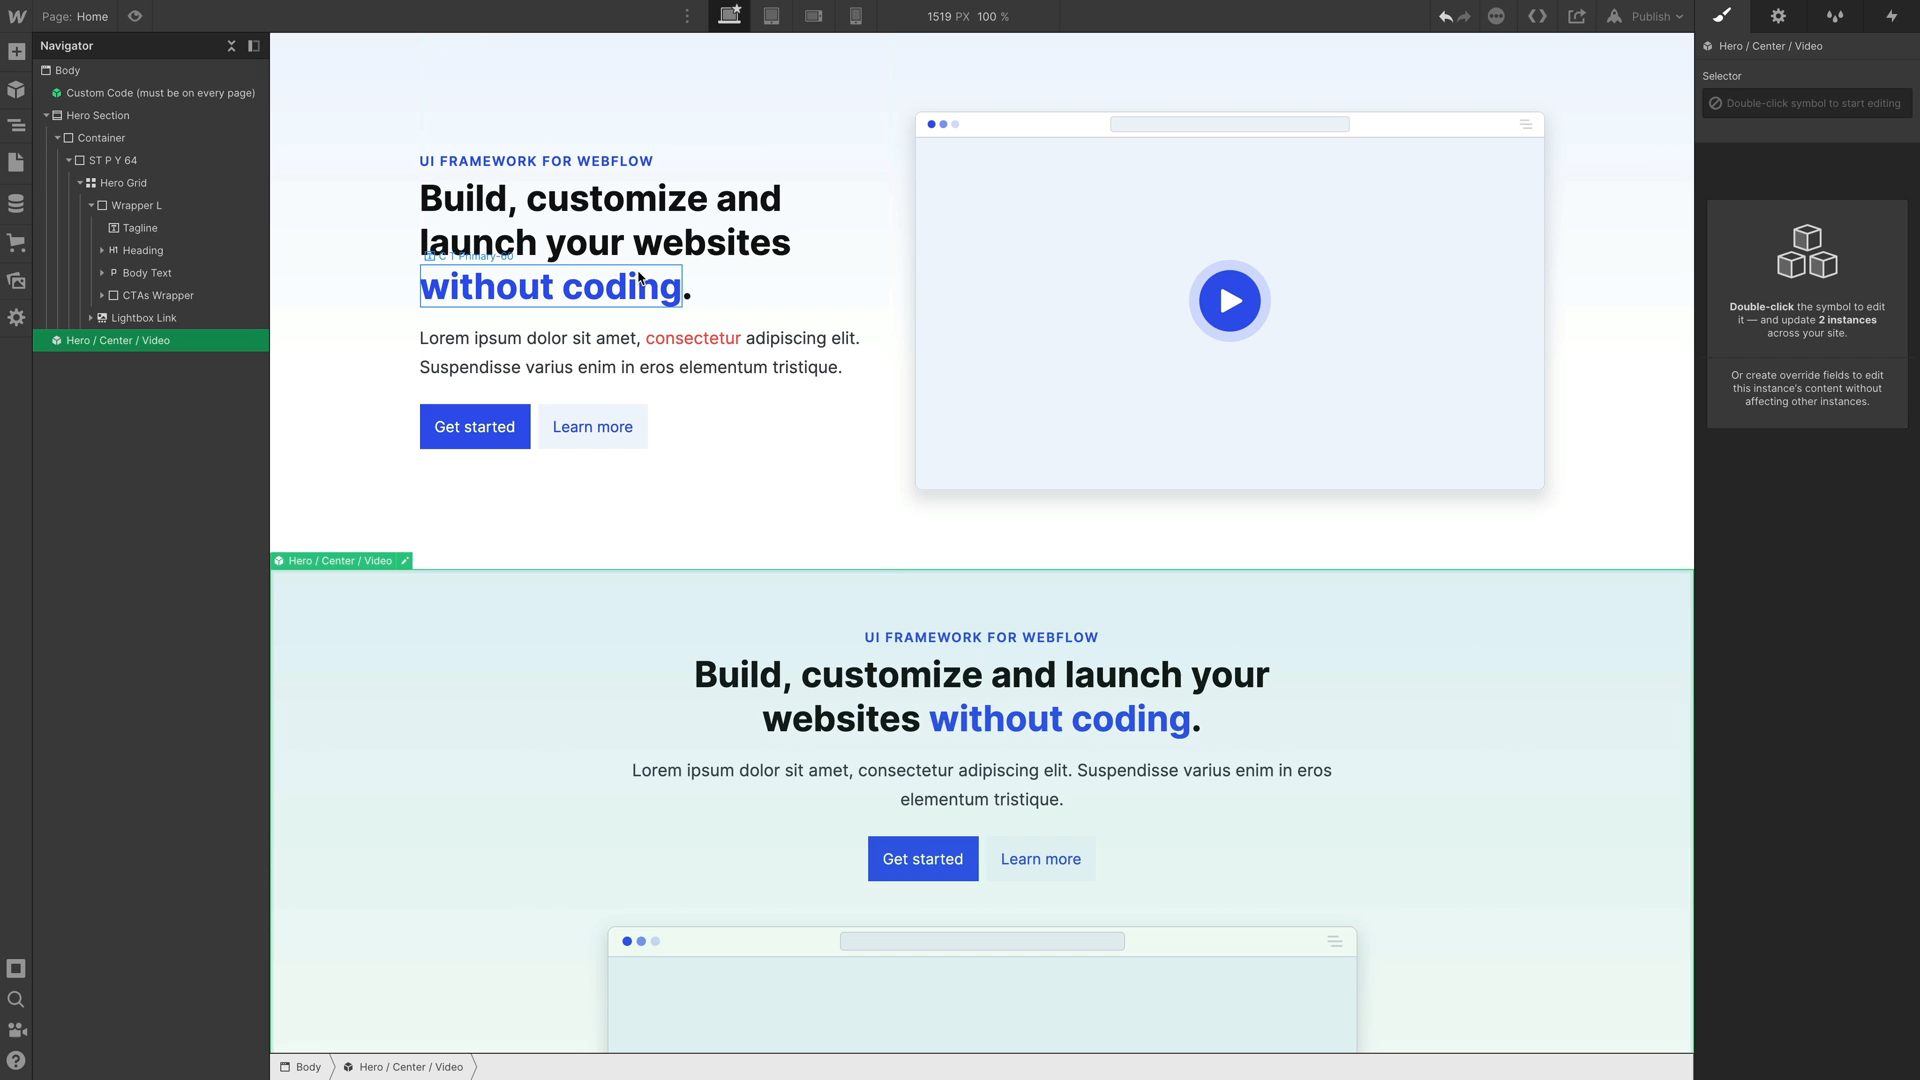 Page: Home
1519 PX 100 %
Publish
Navigator
Body
Custom Code (must be on every page)
Hero Section
Container
ST P Y 64
Hero Grid
Wrapper L
Tagline
H1 Heading
P Body Text
CTAs Wrapper
Lightbox Link
Hero / Center / Video
UI FRAMEWORK FOR WEBFLOW
Build, customize and
launch your websites
C T Primary-60
without coding.
Lorem ipsum dolor sit amet, consectetur adipiscing elit.
Suspendisse varius enim in eros elementum tristique.
Get started
Learn more
Hero / Center / Video
UI FRAMEWORK FOR WEBFLOW
Build, customize and launch your
websites without coding.
Lorem ipsum dolor sit amet, consectetur adipiscing elit. Suspendisse varius enim in eros
elementum tristique.
Get started
Learn more
Body
Hero / Center / Video
Hero / Center / Video
Selector
Double-click symbol to start editing
Double-click the symbol to edit
it — and update 2 instances
across your site.
Or create override fields to edit
this instance's content without
affecting other instances.